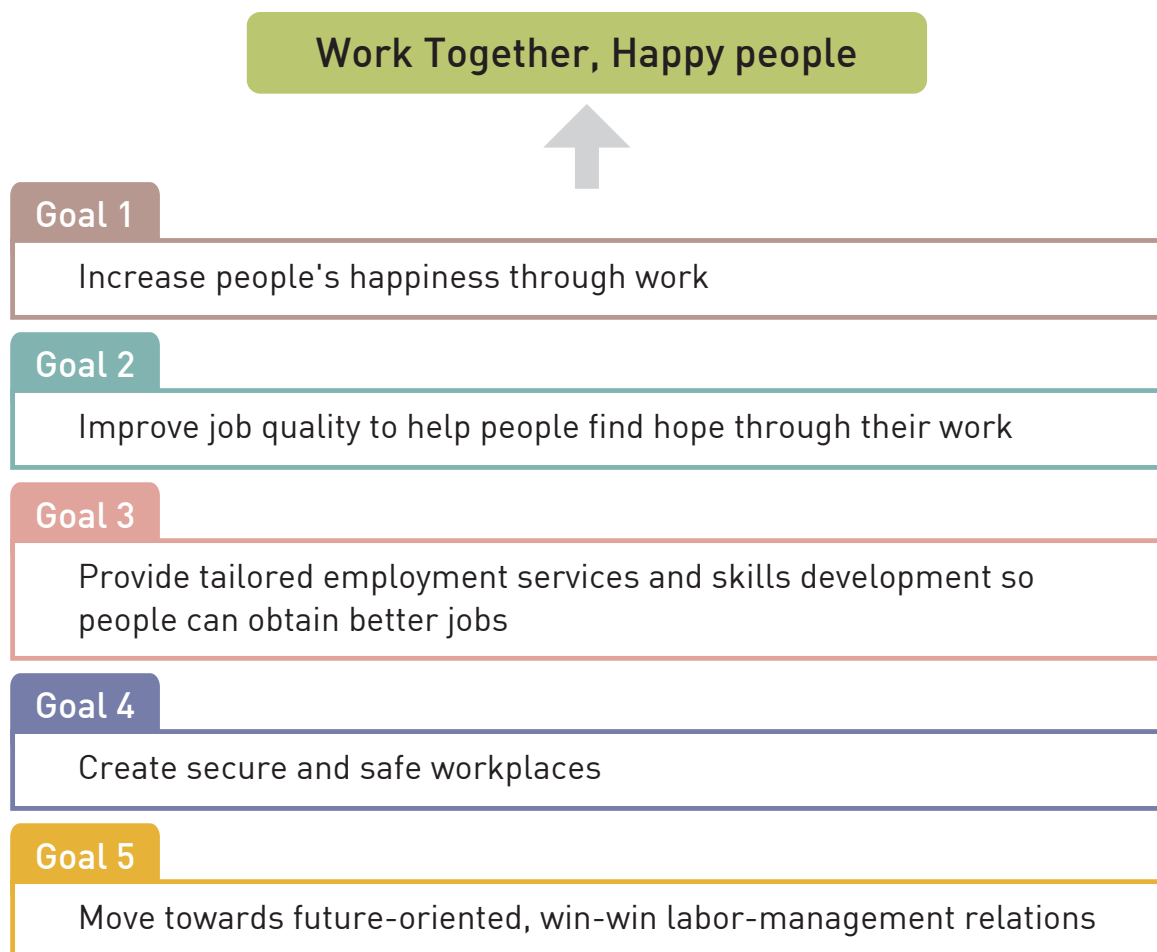 Work Together, Happy people
Goal 1
Increase people's happiness through work
Goal 2
Improve job quality to help people find hope through their work
Goal 3
Provide tailored employment services and skills development so
people can obtain better jobs
Goal 4
Create secure and safe workplaces
Goal 5
Move towards future-oriented, win-win labor-management relations